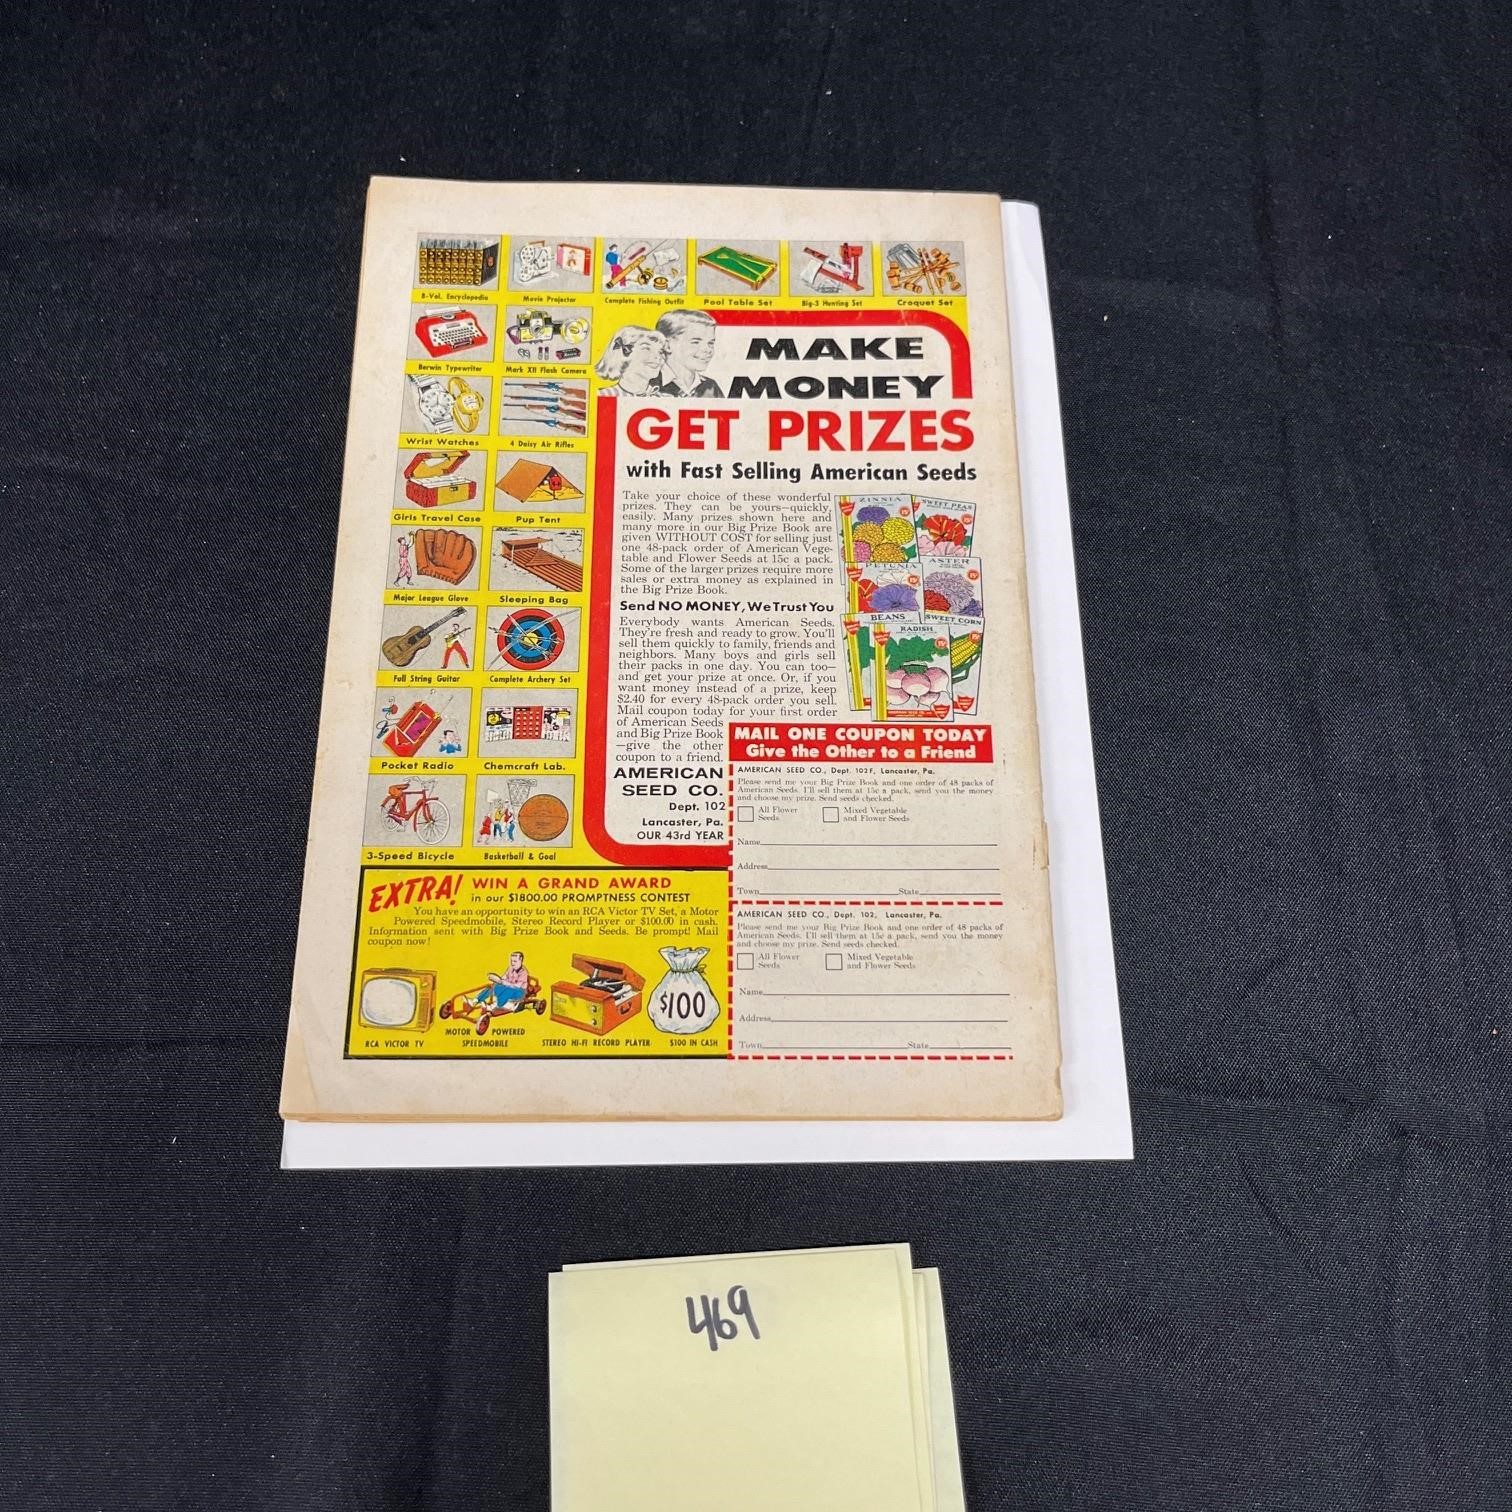 8-Vol. Encyclopedia
Movie Projector
Complete Fishing Outfit
Pool Table Set
Big-3 Hunting Set
Croquet Set
Berwin Typewriter
Mark XII Flash Camera
Wrist Watches
4 Daisy Air Rifles
Girls Travel Case
Pup Tent
Major League Glove
Sleeping Bag
Full String Guitar
Complete Archery Set
Pocket Radio
Chemcraft Lab.
3-Speed Bicycle
Basketball & Goal
MAKE
MONEY
GET PRIZES
with Fast Selling American Seeds
Take your choice of these wonderful
prizes. They can be yours—quickly,
easily. Many prizes shown here and
many more in our Big Prize Book are
given WITHOUT COST for selling just
one 48-pack order of American Vege-
table and Flower Seeds at 15c a pack.
Some of the larger prizes require more
sales or extra money as explained in
the Big Prize Book.
Send NO MONEY, We Trust You
Everybody wants American Seeds.
They're fresh and ready to grow. You'll
sell them quickly to family, friends and
neighbors. Many boys and girls sell
their packs in one day. You can too—
and get your prize at once. Or, if you
want money instead of a prize, keep
$2.40 for every 48-pack order you sell.
Mail coupon today for your first order
of American Seeds
and Big Prize Book
—give the other
coupon to a friend.
AMERICAN
SEED CO.
Dept. 102
Lancaster, Pa.
OUR 43rd YEAR
ZINNIA
SWEET PEAS
PETUNIA
ASTER
BEANS
SWEET CORN
RADISH
MAIL ONE COUPON TODAY
Give the Other to a Friend
AMERICAN SEED CO., Dept. 102F, Lancaster, Pa.
Please send me your Big Prize Book and one order of 48 packs of
American Seeds. I'll sell them at 15c a pack, send you the money
and choose my prize. Send seeds checked.
All Flower
Seeds
Mixed Vegetable
and Flower Seeds
Name
Address
Town State
AMERICAN SEED CO., Dept. 102, Lancaster, Pa.
Please send me your Big Prize Book and one order of 48 packs of
American Seeds. I'll sell them at 15c a pack, send you the money
and choose my prize. Send seeds checked.
All Flower
Seeds
Mixed Vegetable
and Flower Seeds
Name
Address
Town State
EXTRA! WIN A GRAND AWARD
in our $1800.00 PROMPTNESS CONTEST
You have an opportunity to win an RCA Victor TV Set, a Motor
Powered Speedmobile, Stereo Record Player or $100.00 in cash.
Information sent with Big Prize Book and Seeds. Be prompt! Mail
coupon now!
$100
RCA VICTOR TV
MOTOR POWERED
SPEEDMOBILE
STEREO HI-FI RECORD PLAYER
$100 IN CASH
469